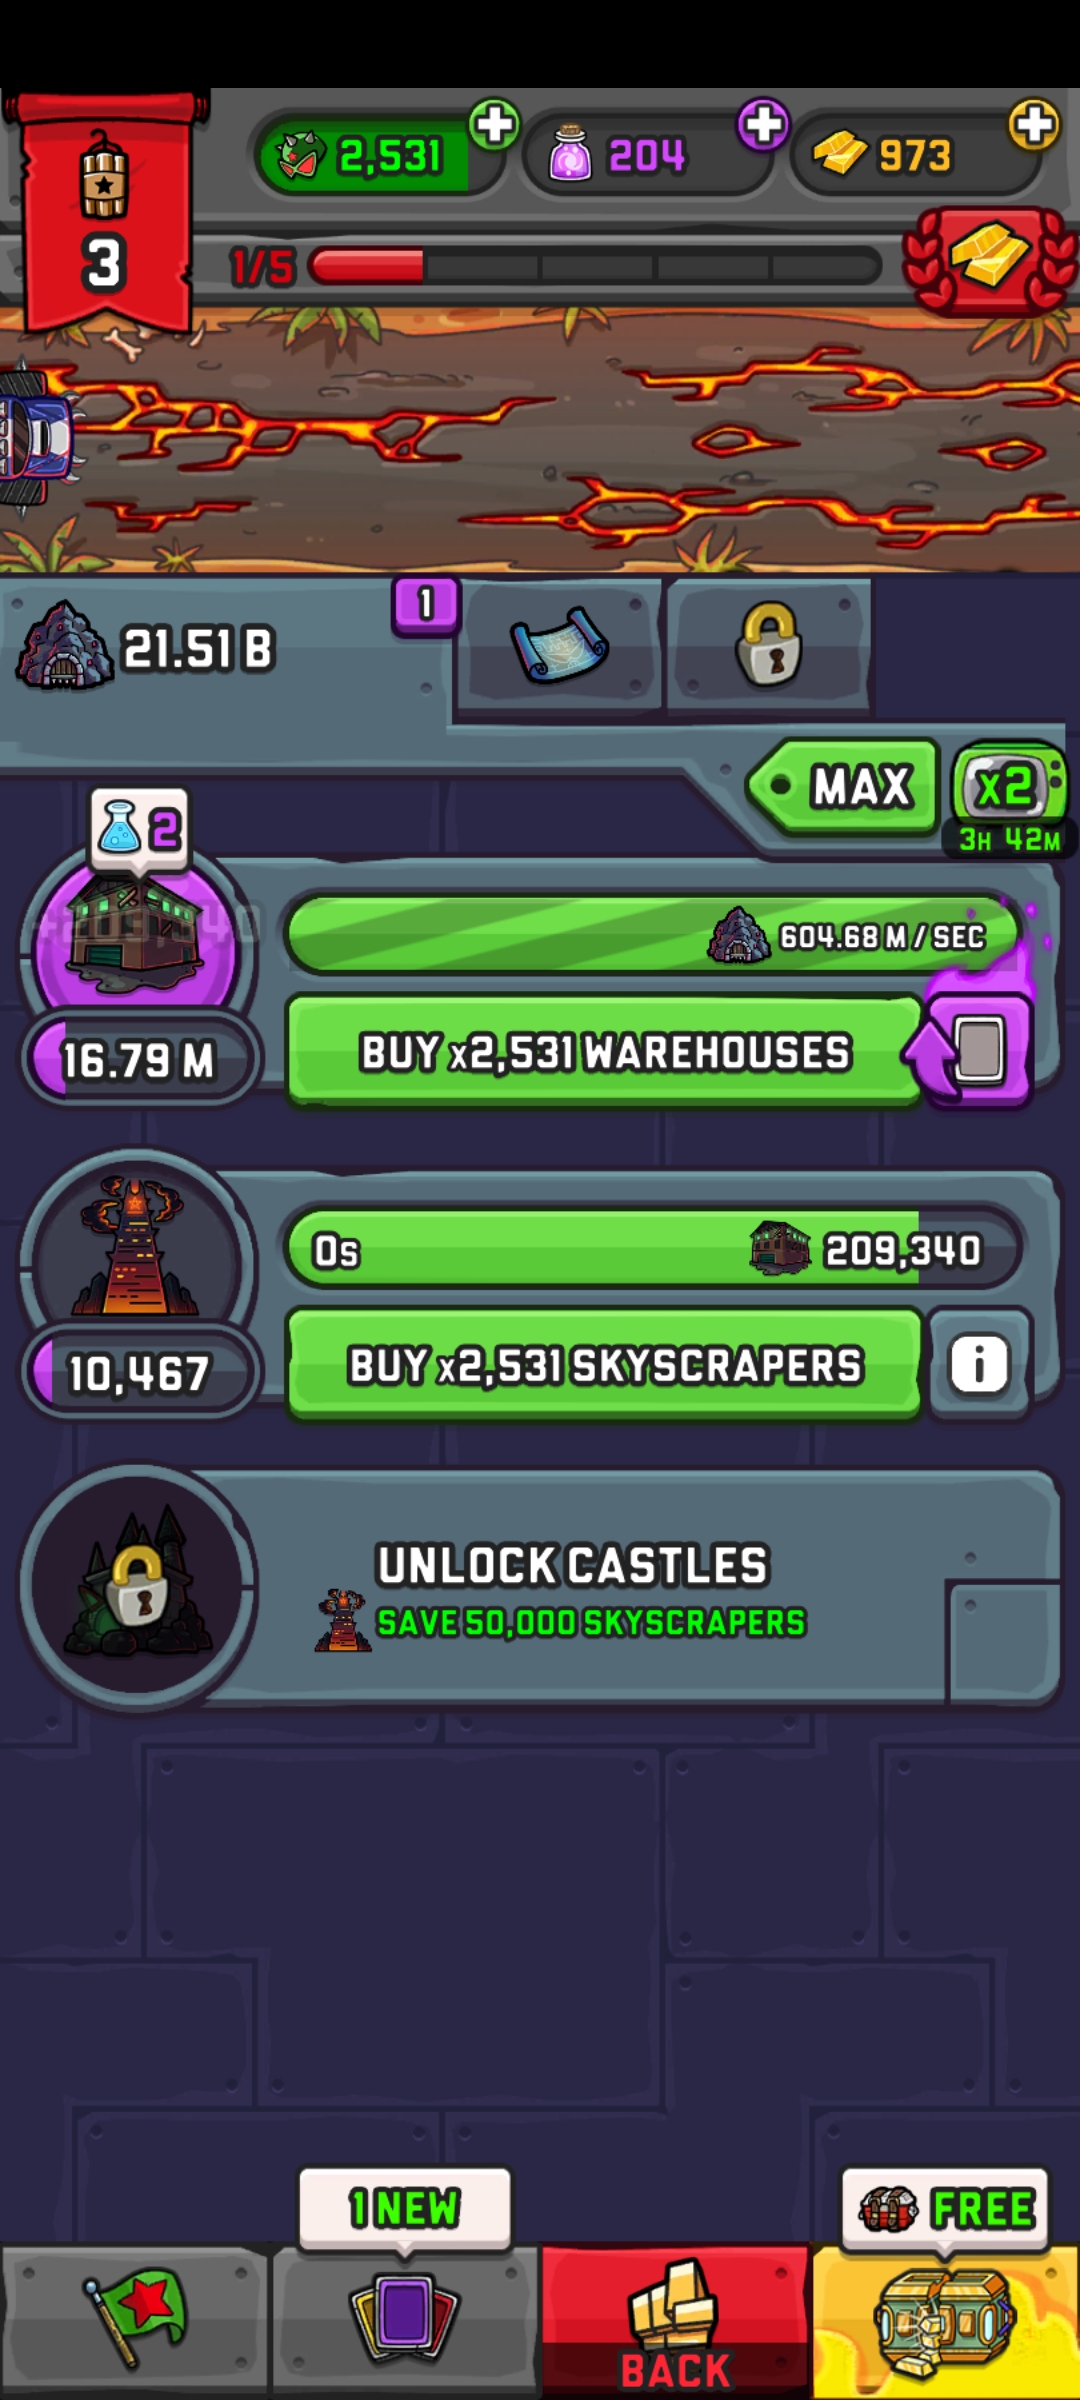 2,531
204
973
3
1/5
21.51 B
1
MAX
x2
3H 42M
2
604.68 M / SEC
16.79 M
BUY x2,531 WAREHOUSES
0s
209,340
10,467
BUY x2,531 SKYSCRAPERS
i
UNLOCK CASTLES
SAVE 50,000 SKYSCRAPERS
1 NEW
FREE
BACK